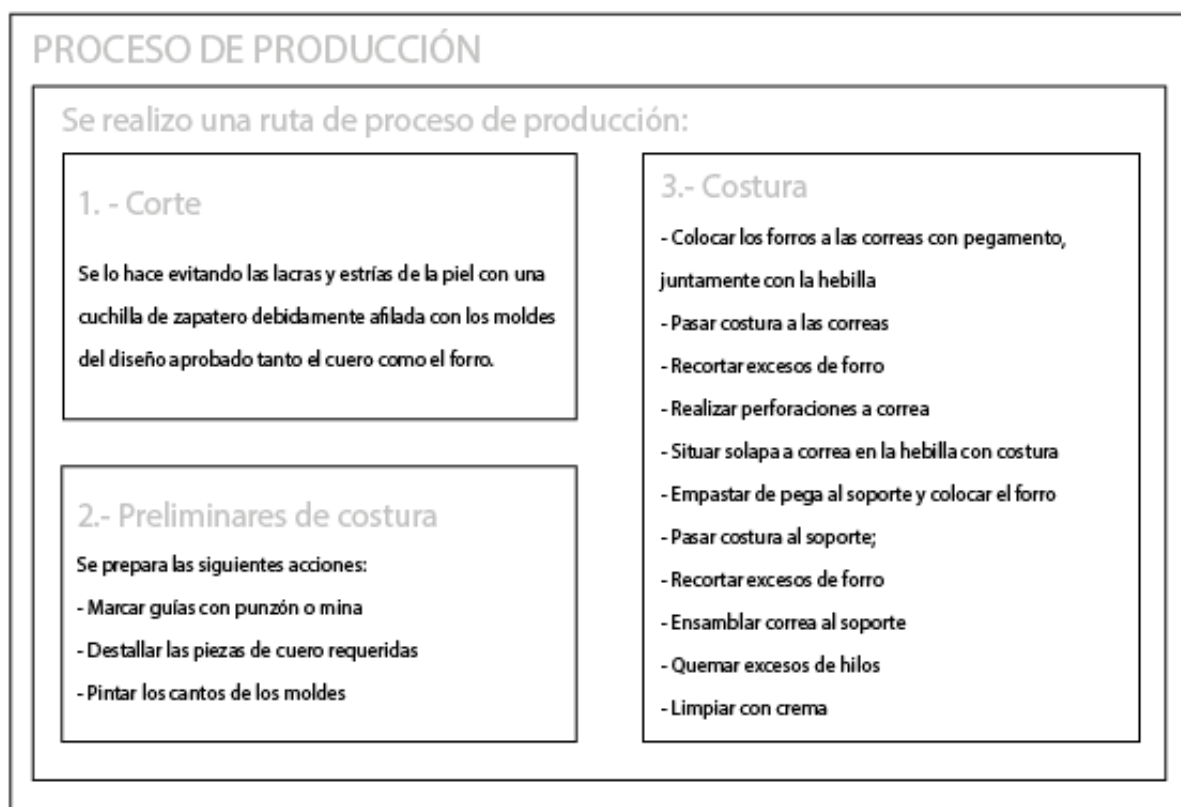 PROCESO DE PRODUCCIÓN
Se realizo una ruta de proceso de producción:
1. - Corte
Se lo hace evitando las lacras y estrías de la piel con una
cuchilla de zapatero debidamente afilada con los moldes
del diseño aprobado tanto el cuero como el forro.
2.- Preliminares de costura
Se prepara las siguientes acciones:
- Marcar guías con punzón o mina
- Destallar las piezas de cuero requeridas
- Pintar los cantos de los moldes
3.- Costura
- Colocar los forros a las correas con pegamento,
juntamente con la hebilla
- Pasar costura a las correas
- Recortar excesos de forro
- Realizar perforaciones a correa
- Situar solapa a correa en la hebilla con costura
- Empastar de pega al soporte y colocar el forro
- Pasar costura al soporte;
- Recortar excesos de forro
- Ensamblar correa al soporte
- Quemar excesos de hilos
- Limpiar con crema